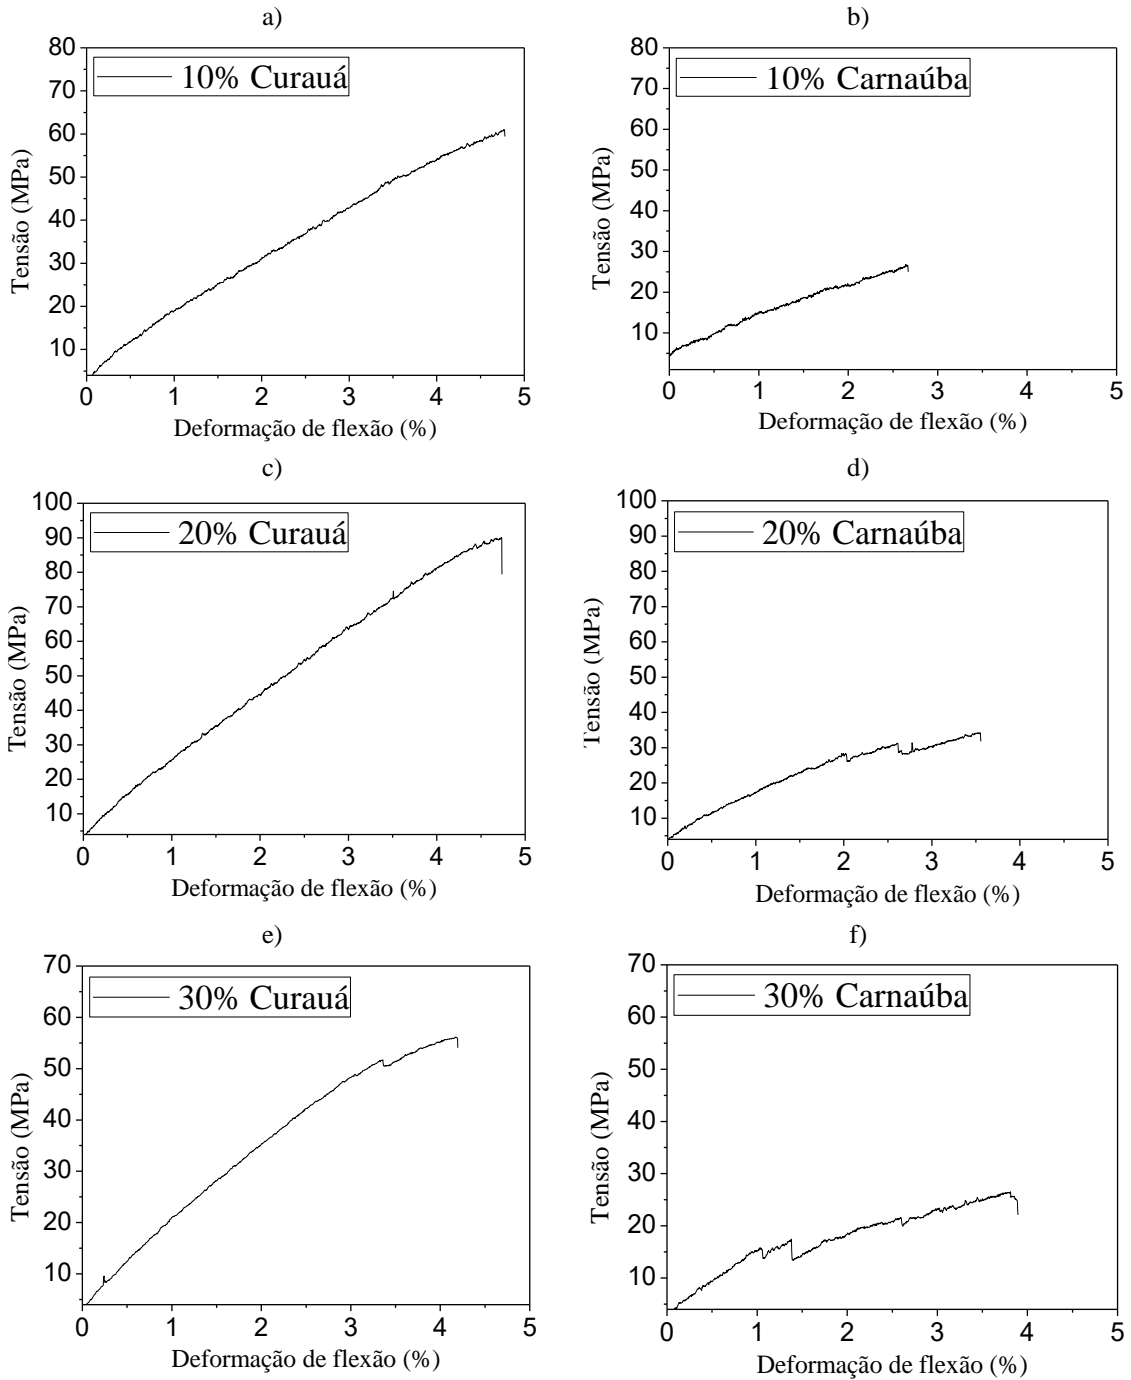 a)
80
70
60
50
40
30
20
10
Tensão (MPa)
10% Curauá
0 1 2 3 4 5
Deformação de flexão (%)
b)
80
70
60
50
40
30
20
10
Tensão (MPa)
10% Carnaúba
0 1 2 3 4 5
Deformação de flexão (%)
c)
100
90
80
70
60
50
40
30
20
10
Tensão (MPa)
20% Curauá
0 1 2 3 4 5
Deformação de flexão (%)
d)
100
90
80
70
60
50
40
30
20
10
Tensão (MPa)
20% Carnaúba
0 1 2 3 4 5
Deformação de flexão (%)
e)
70
60
50
40
30
20
10
Tensão (MPa)
30% Curauá
0 1 2 3 4 5
Deformação de flexão (%)
f)
70
60
50
40
30
20
10
Tensão (MPa)
30% Carnaúba
0 1 2 3 4 5
Deformação de flexão (%)